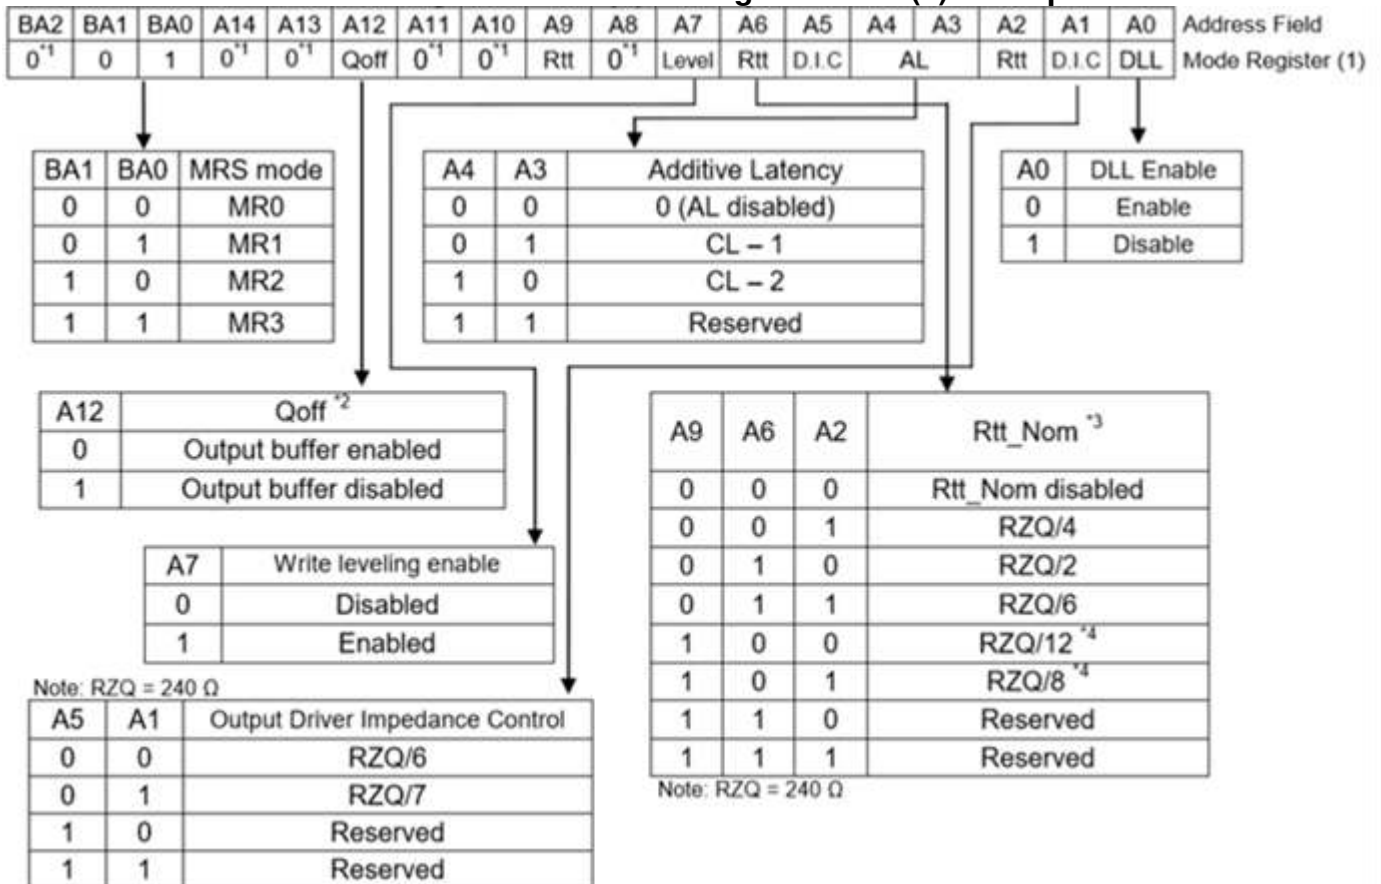 BA2 BA1 BA0 A14 A13 A12 A11 A10 A9 A8 A7 A6 A5 A4 A3 A2 A1 A0 Address Field
0*1 0 1 0*1 0*1 Qoff 0*1 0*1 Rtt 0*1 Level Rtt D.I.C AL Rtt D.I.C DLL Mode Register (1)
BA1 BA0 MRS mode
0 0 MR0
0 1 MR1
1 0 MR2
1 1 MR3
A4 A3 Additive Latency
0 0 0 (AL disabled)
0 1 CL – 1
1 0 CL – 2
1 1 Reserved
A0 DLL Enable
0 Enable
1 Disable
A12 Qoff *2
0 Output buffer enabled
1 Output buffer disabled
A9 A6 A2 Rtt_Nom *3
0 0 0 Rtt_Nom disabled
0 0 1 RZQ/4
0 1 0 RZQ/2
0 1 1 RZQ/6
1 0 0 RZQ/12 *4
1 0 1 RZQ/8 *4
1 1 0 Reserved
1 1 1 Reserved
Note: RZQ = 240 Ω
A7 Write leveling enable
0 Disabled
1 Enabled
Note: RZQ = 240 Ω
A5 A1 Output Driver Impedance Control
0 0 RZQ/6
0 1 RZQ/7
1 0 Reserved
1 1 Reserved